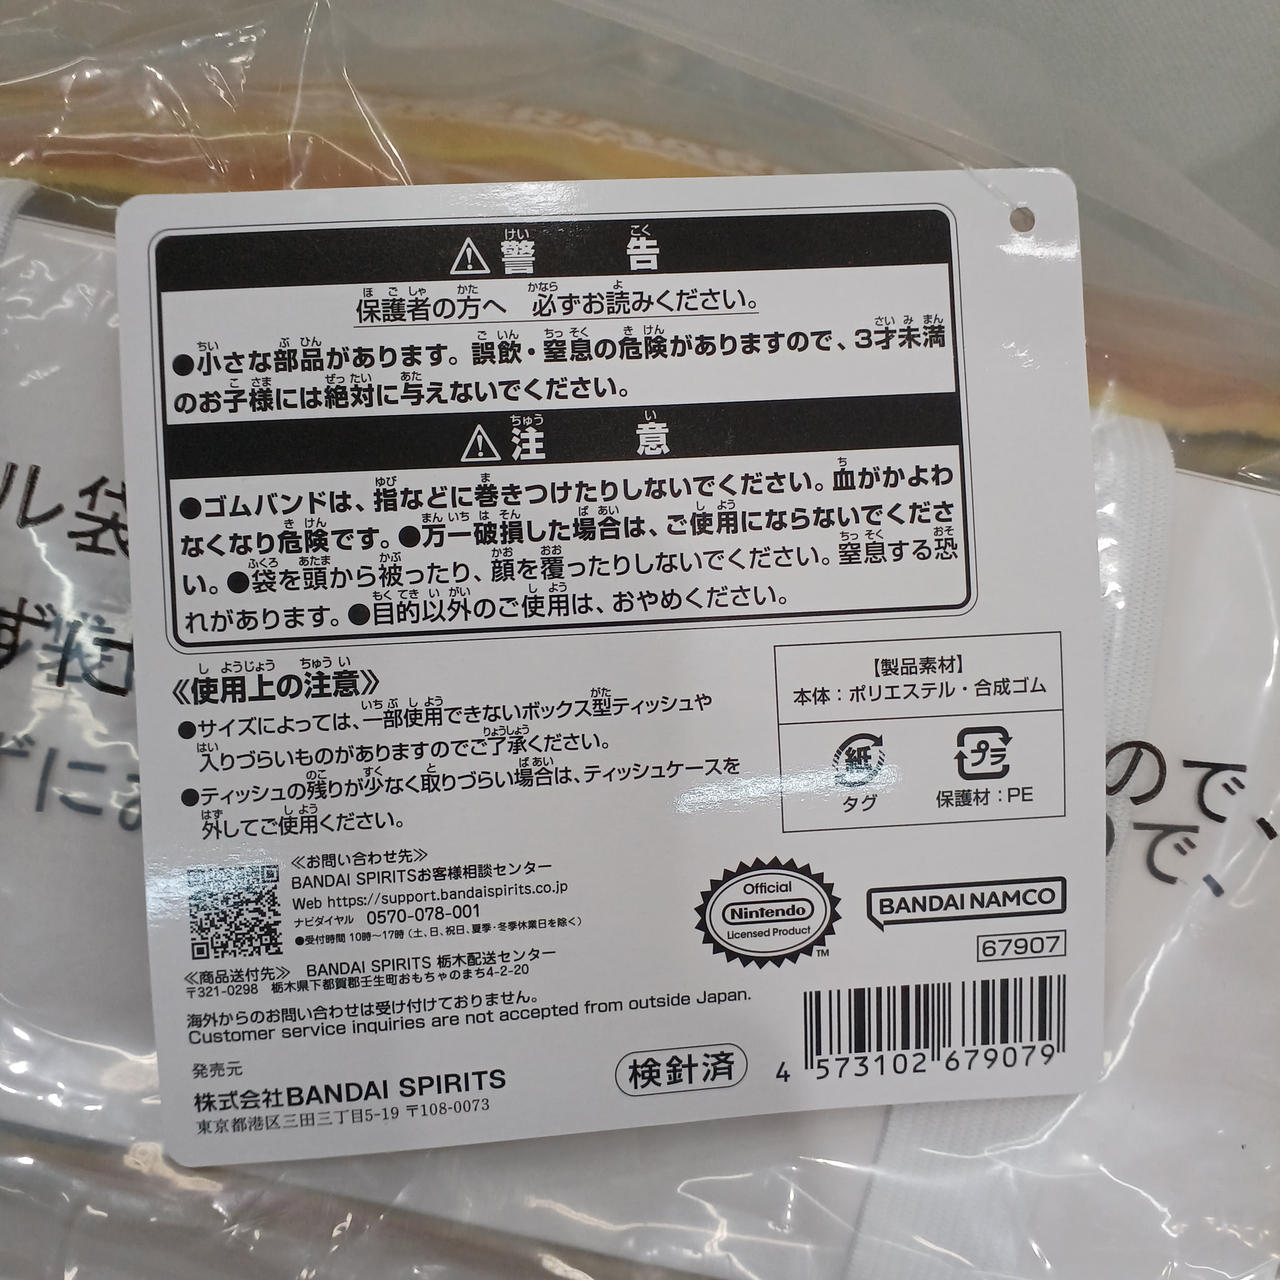 警告
保護者の方へ 必ずお読みください。
●小さな部品があります。誤飲・窒息の危険がありますので、3才未満
のお子様には絶対に与えないでください。
注意
●ゴムバンドは、指などに巻きつけたりしないでください。血がかよわ
なくなり危険です。●万一破損した場合は、ご使用にならないでくださ
い。●袋を頭から被ったり、顔を覆ったりしないでください。窒息する恐
れがあります。●目的以外のご使用は、おやめください。
《使用上の注意》
●サイズによっては、一部使用できないボックス型ティッシュや
入りづらいものがありますのでご了承ください。
●ティッシュの残りが少なく取りづらい場合は、ティッシュケースを
外してご使用ください。
【製品素材】
本体：ポリエステル・合成ゴム
紙
タグ
プラ
保護材：PE
≪お問い合わせ先≫
BANDAI SPIRITSお客様相談センター
Web https://support.bandaispirits.co.jp
ナビダイヤル 0570-078-001
●受付時間 10時〜17時（土、日、祝日、夏季・冬季休業日を除く）
≪商品送付先≫ BANDAI SPIRITS 栃木配送センター
〒321-0298 栃木県下都賀郡壬生町おもちゃのまち4-2-20
海外からのお問い合わせは受け付けておりません。
Customer service inquiries are not accepted from outside Japan.
発売元
株式会社BANDAI SPIRITS
東京都港区三田三丁目5-19 〒108-0073
Official
Nintendo
Licensed Product
TM
BANDAI NAMCO
67907
検針済
4 573102 679079
ル袋
ので、